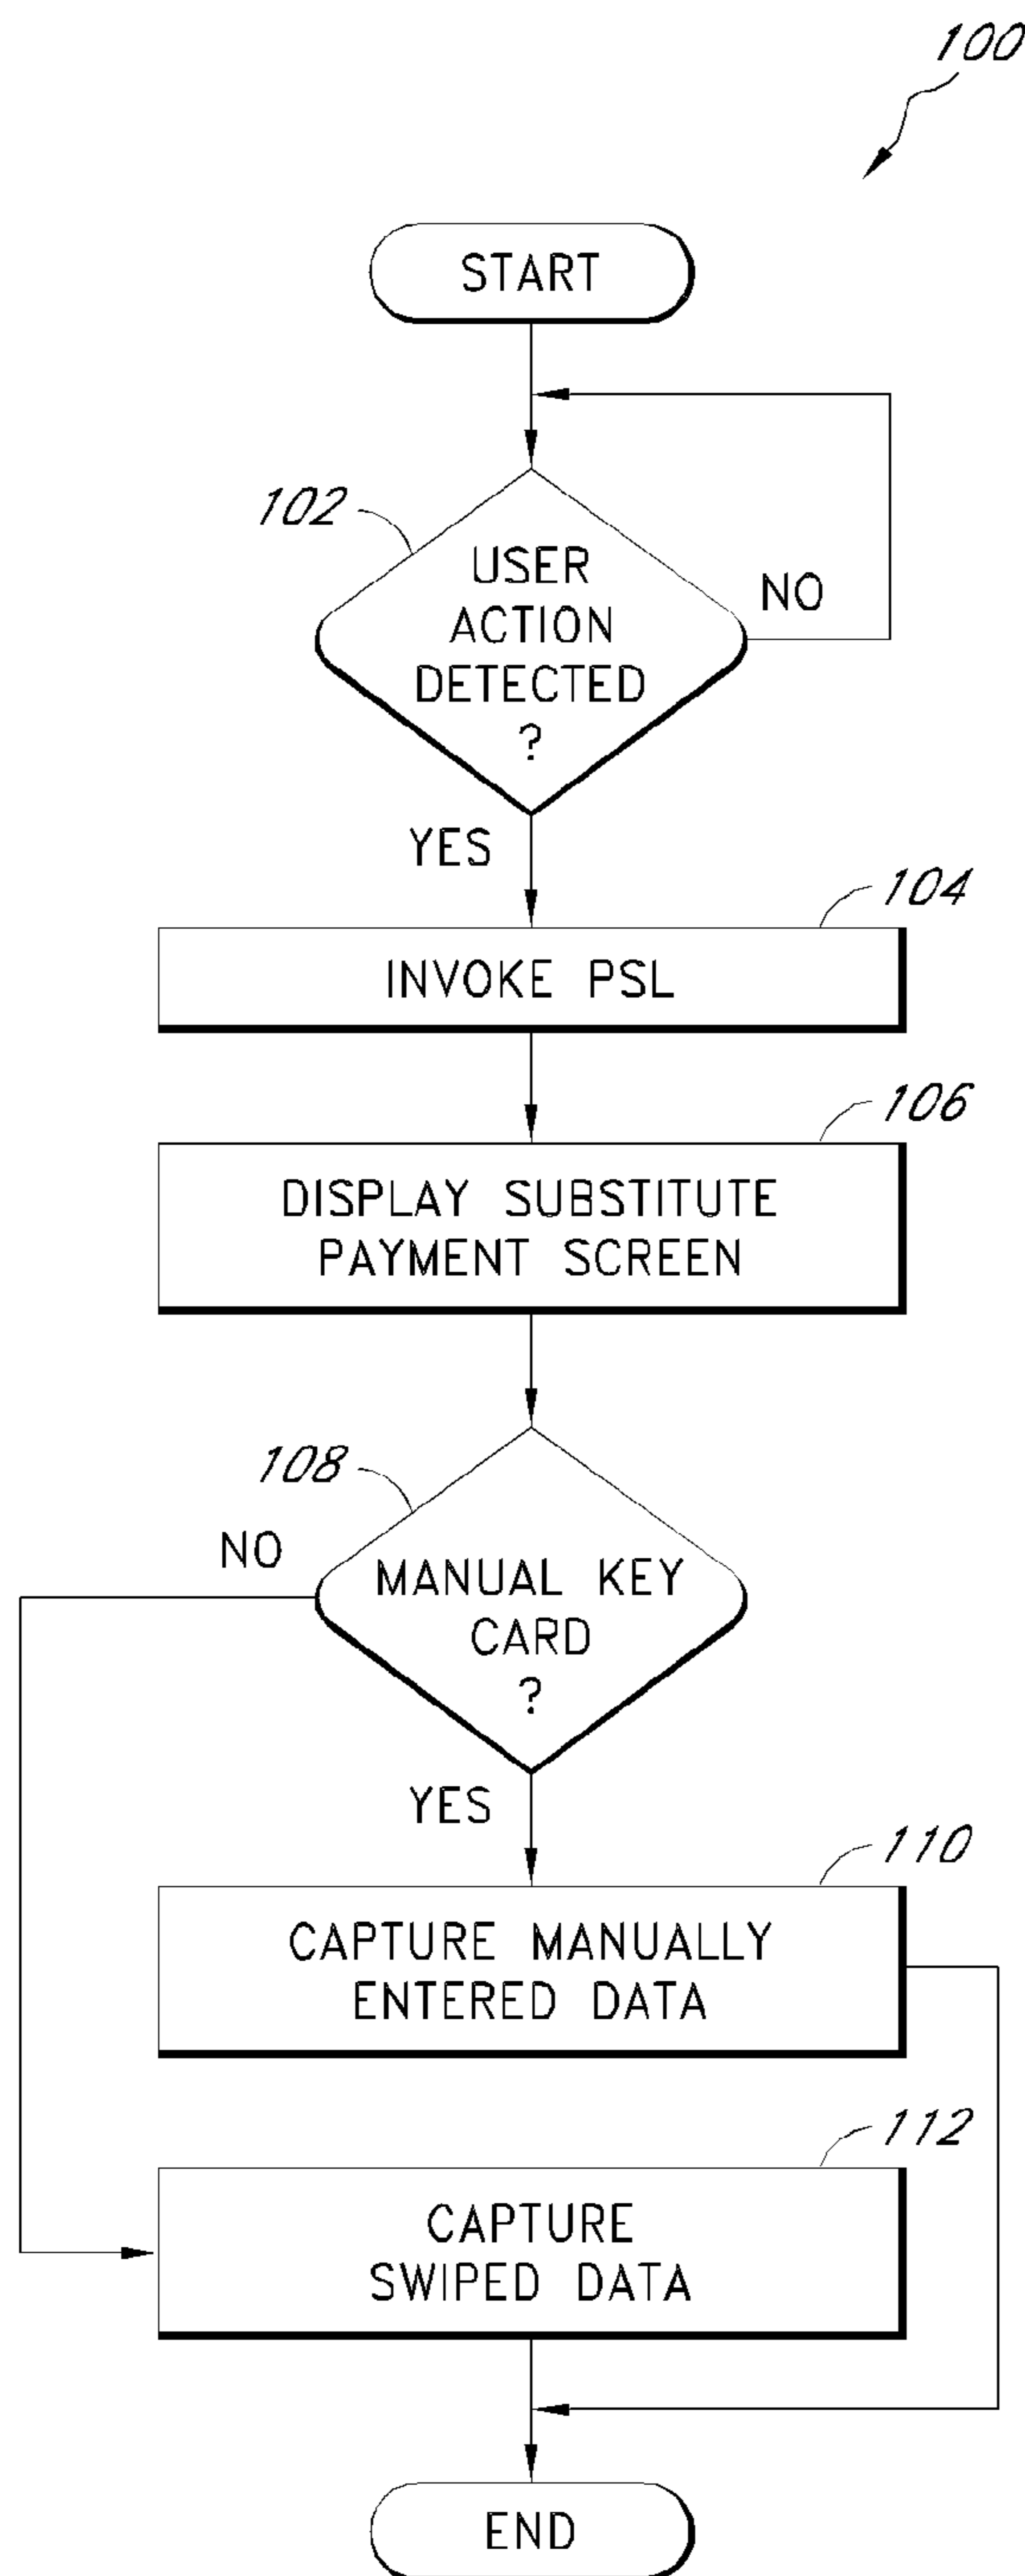 100
START
102
USER
ACTION
DETECTED
?
NO
YES
104
INVOKE PSL
106
DISPLAY SUBSTITUTE
PAYMENT SCREEN
108
NO
MANUAL KEY
CARD
?
YES
110
CAPTURE MANUALLY
ENTERED DATA
112
CAPTURE
SWIPED DATA
END